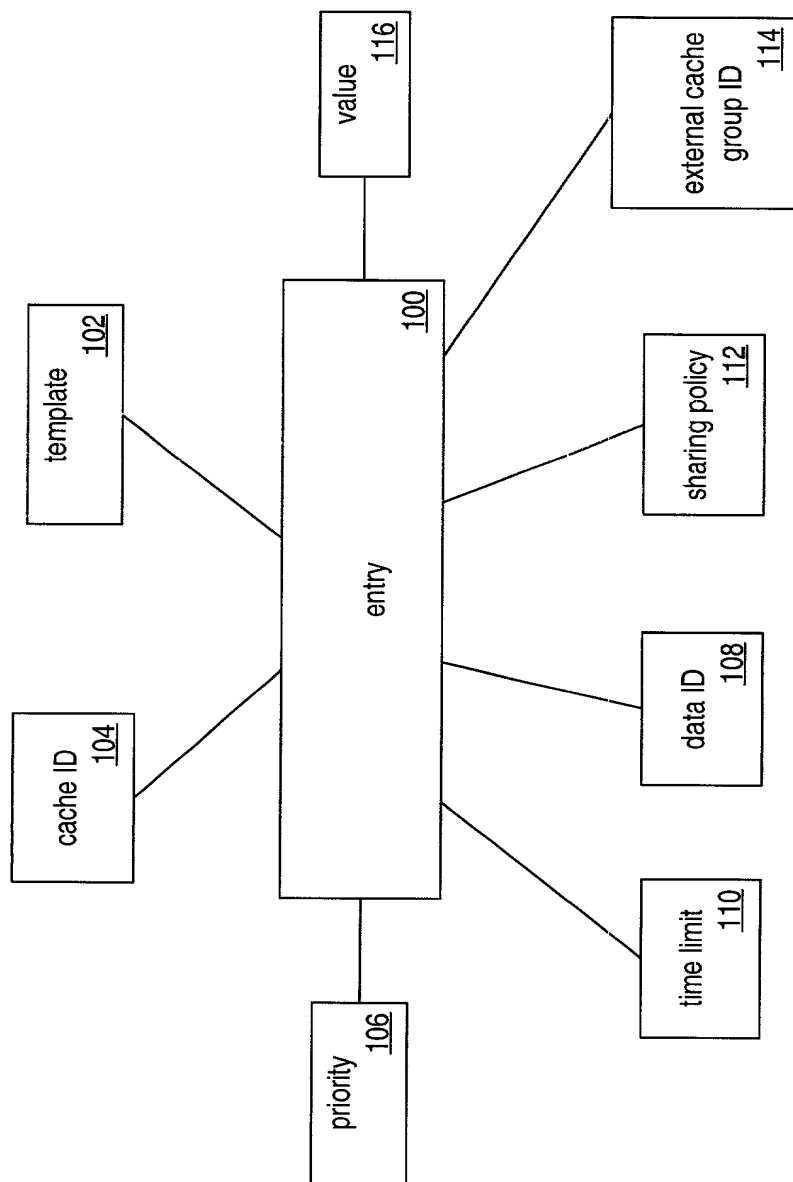 cache ID
104
template
102
priority
106
entry
100
value
116
time limit
110
data ID
108
sharing policy
112
external cache
group ID
114